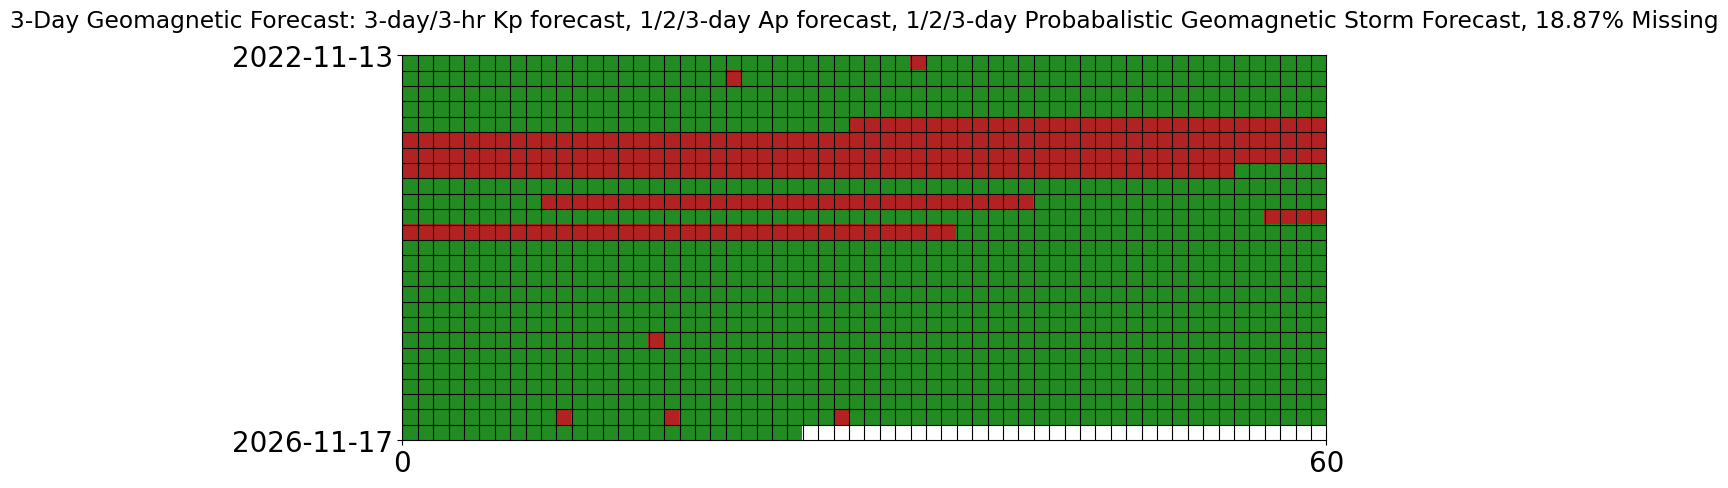 3-Day Geomagnetic Forecast: 3-day/3-hr Kp forecast, 1/2/3-day Ap forecast, 1/2/3-day Probabalistic Geomagnetic Storm Forecast, 18.87% Missing
2022-11-13
2026-11-17
0
60